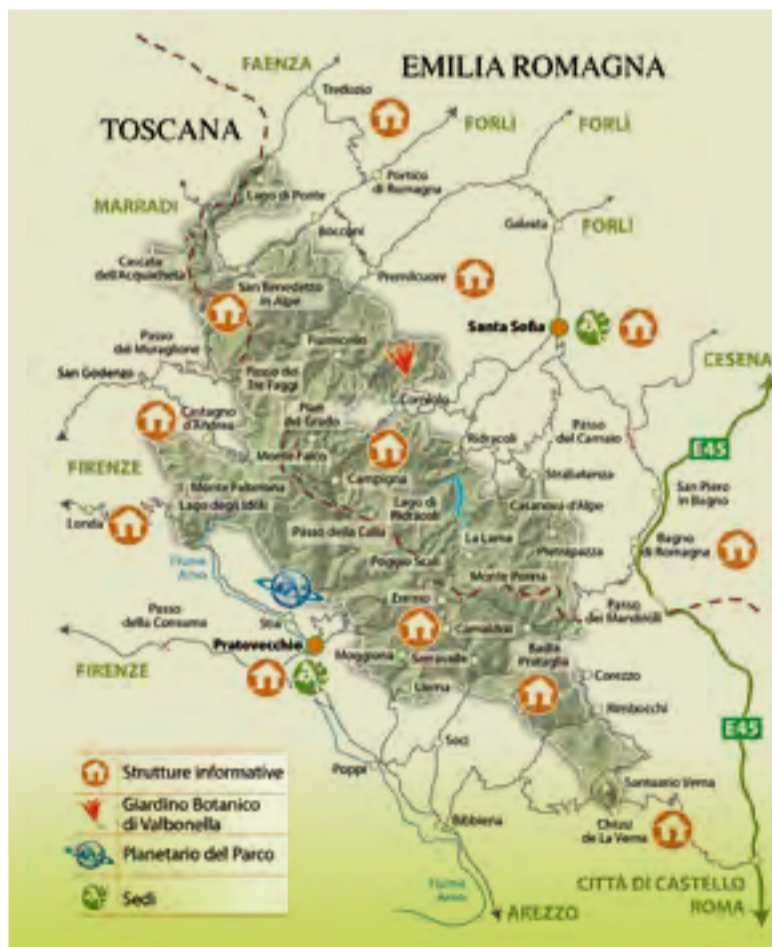 EMILIA ROMAGNA
TOSCANA
FAENZA
Tredozio
FORLÌ
FORLÌ
Portico
di Romagna
Lago di Ponte
MARRADI
Bocconi
Galeata
FORLÌ
Cascata
dell'Acquacheta
Premilcuore
San Benedetto
in Alpe
Santa Sofia
Fiumicello
Passo
del Muraglione
CESENA
San Godenzo
Passo dei
Tre Faggi
Corniolo
Castagno
d'Andrea
Pian
del Grado
Ridracoli
Passo
del Carnaio
E45
FIRENZE
Monte Falco
Campigna
Strabatenza
San Piero
in Bagno
Monte Falterona
Lago degli Idoli
Lago di
Ridracoli
Casanova d'Alpe
Londa
Passo della Calla
La Lama
Pietrapazza
Bagno
di Romagna
Fiume
Arno
Poggio Scali
Monte Penna
Passo
della Consuma
Stia
Eremo
Camaldoli
Passo
dei Mandrioli
Pratovecchio
FIRENZE
Moggiona
Serravalle
Badia
Prataglia
Corezzo
Lierna
Rimbocchi
E45
Soci
Poppi
Strutture informative
Giardino Botanico
di Valbonella
Planetario del Parco
Sedi
Santuario Verna
Bibbiena
Chiusi
de La Verna
Fiume
Arno
AREZZO
CITTÀ DI CASTELLO
ROMA